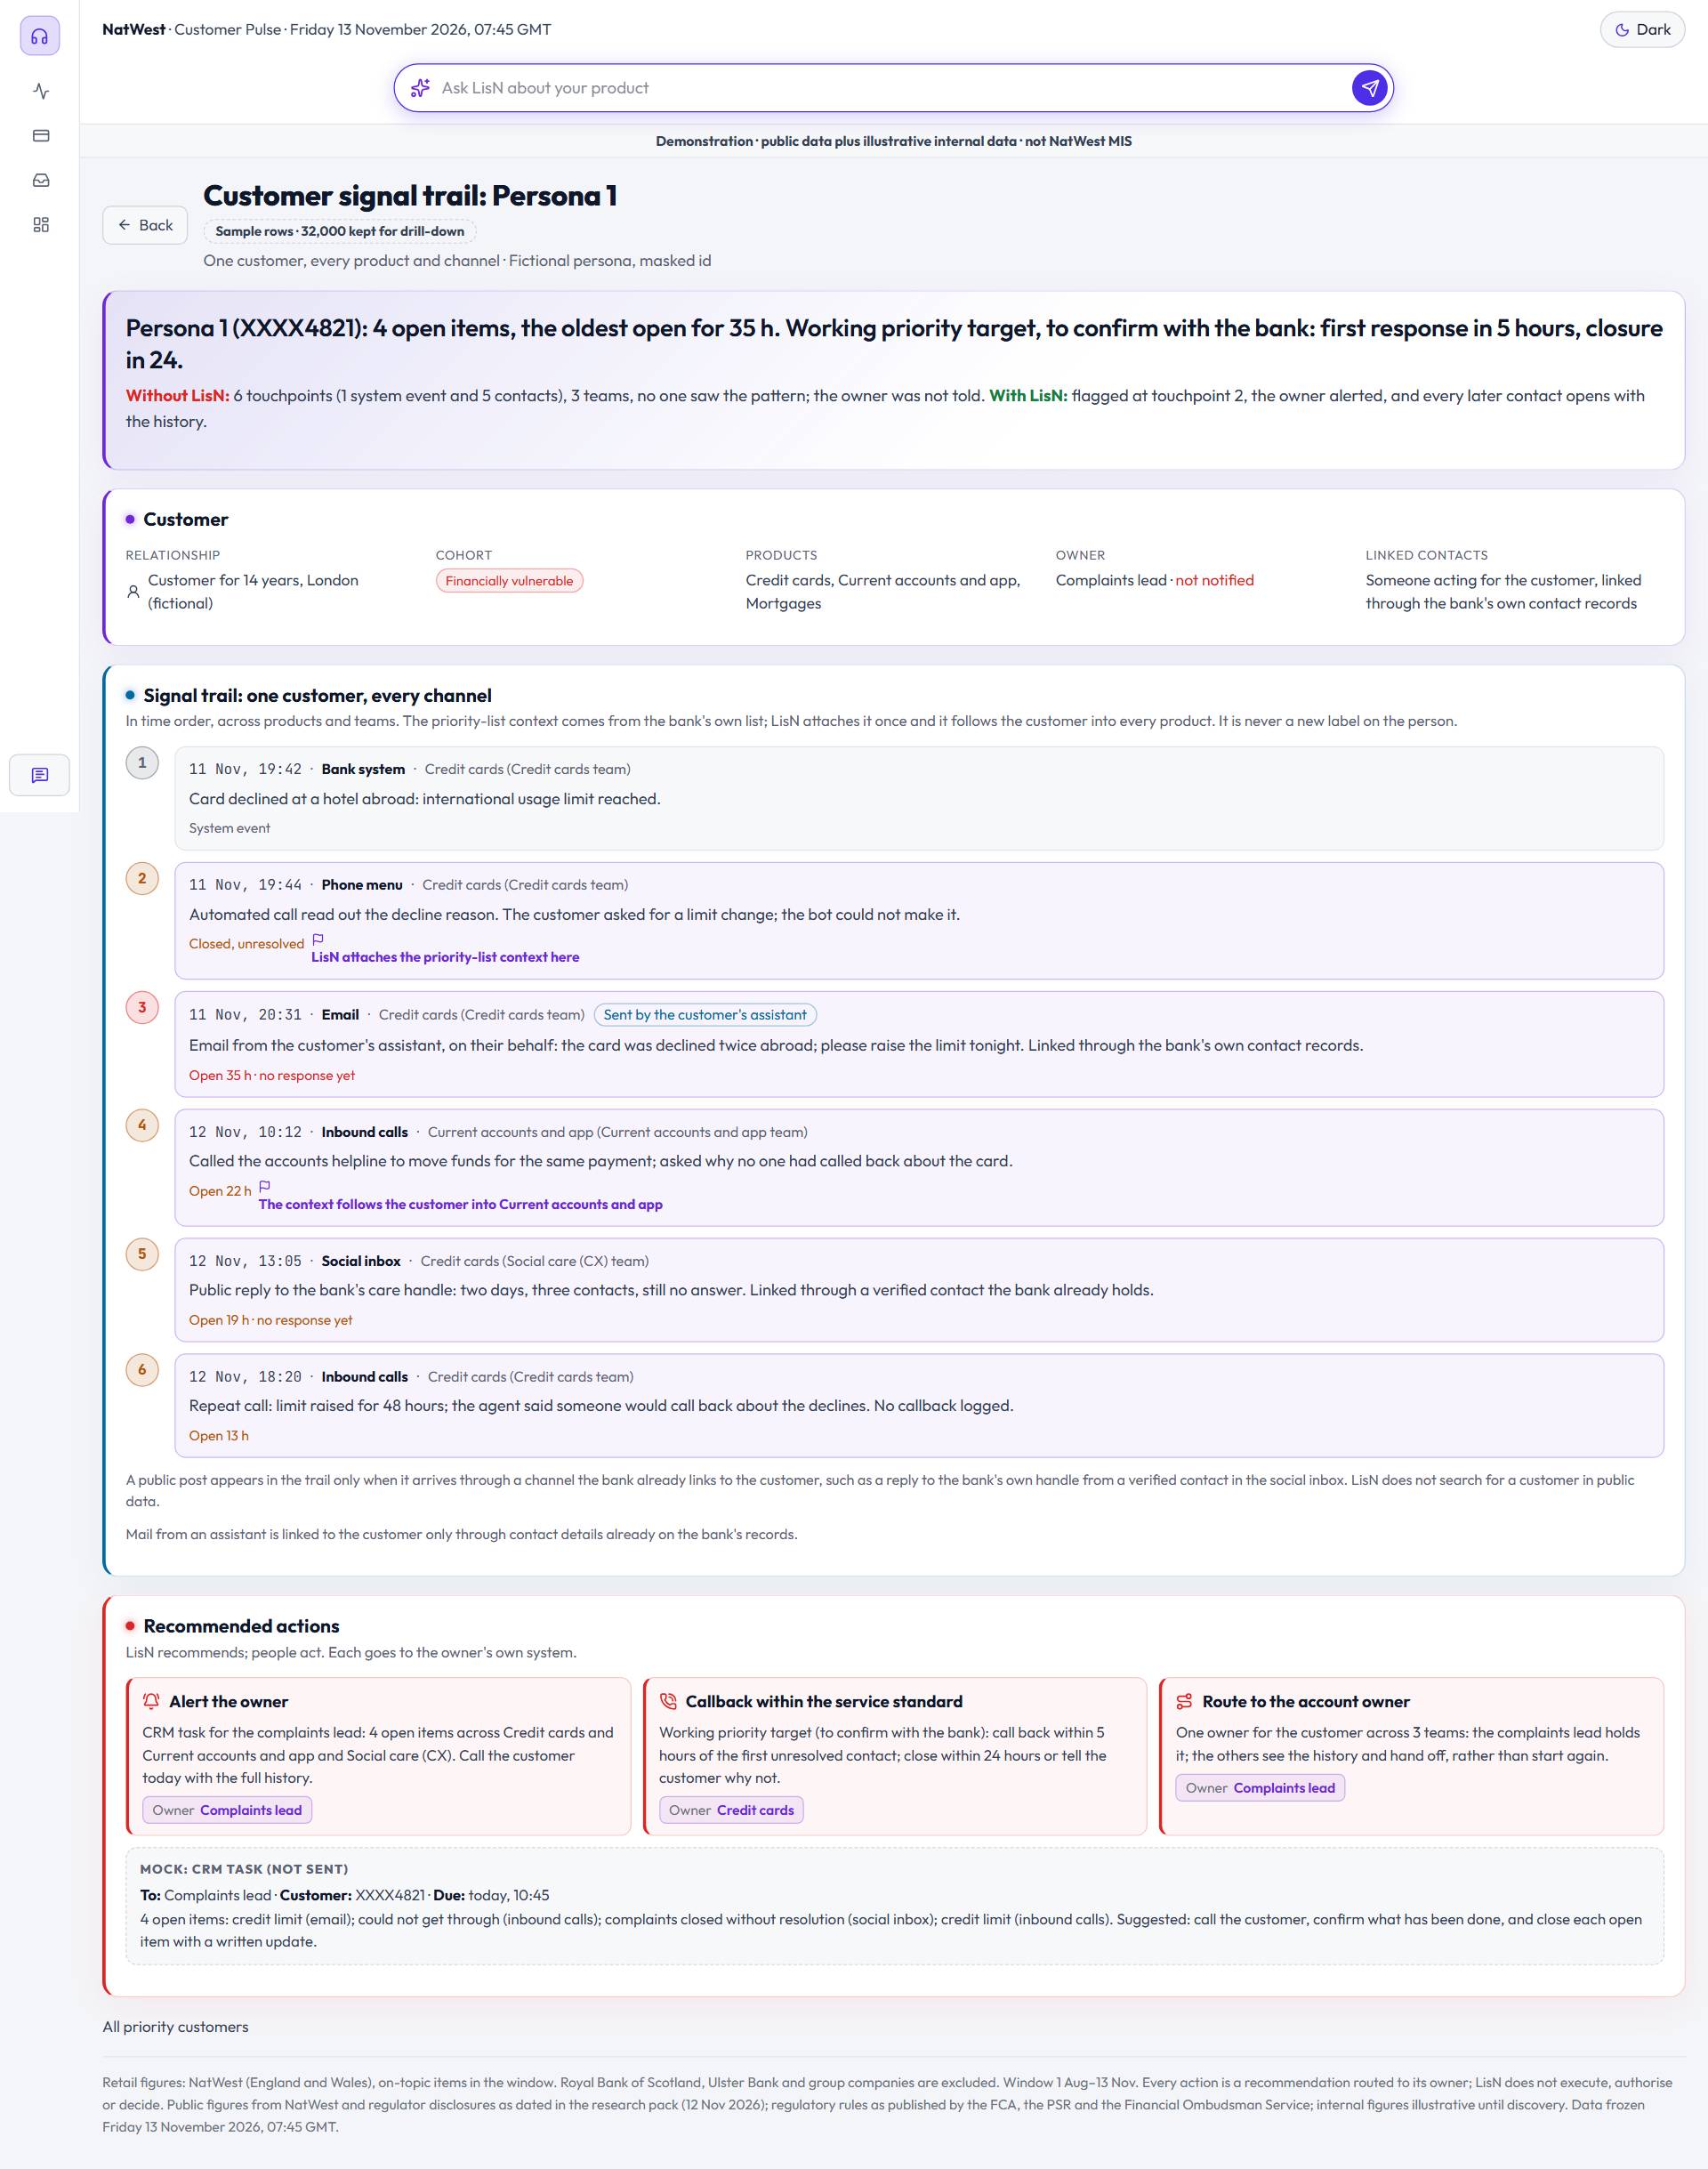 NatWest · Customer Pulse · Friday 13 November 2026, 07:45 GMT
Dark
Ask LisN about your product
Demonstration · public data plus illustrative internal data · not NatWest MIS
Back
Customer signal trail: Persona 1
Sample rows · 32,000 kept for drill-down
One customer, every product and channel · Fictional persona, masked id
Persona 1 (XXXX4821): 4 open items, the oldest open for 35 h. Working priority target, to confirm with the bank: first response in 5 hours, closure
in 24.
Without LisN: 6 touchpoints (1 system event and 5 contacts), 3 teams, no one saw the pattern; the owner was not told. With LisN: flagged at touchpoint 2, the owner alerted, and every later contact opens with
the history.
Customer
RELATIONSHIP
Customer for 14 years, London
(fictional)
COHORT
Financially vulnerable
PRODUCTS
Credit cards, Current accounts and app,
Mortgages
OWNER
Complaints lead · not notified
LINKED CONTACTS
Someone acting for the customer, linked
through the bank's own contact records
Signal trail: one customer, every channel
In time order, across products and teams. The priority-list context comes from the bank's own list; LisN attaches it once and it follows the customer into every product. It is never a new label on the person.
1
11 Nov, 19:42 · Bank system · Credit cards (Credit cards team)
Card declined at a hotel abroad: international usage limit reached.
System event
2
11 Nov, 19:44 · Phone menu · Credit cards (Credit cards team)
Automated call read out the decline reason. The customer asked for a limit change; the bot could not make it.
Closed, unresolved
LisN attaches the priority-list context here
3
11 Nov, 20:31 · Email · Credit cards (Credit cards team) Sent by the customer's assistant
Email from the customer's assistant, on their behalf: the card was declined twice abroad; please raise the limit tonight. Linked through the bank's own contact records.
Open 35 h · no response yet
4
12 Nov, 10:12 · Inbound calls · Current accounts and app (Current accounts and app team)
Called the accounts helpline to move funds for the same payment; asked why no one had called back about the card.
Open 22 h
The context follows the customer into Current accounts and app
5
12 Nov, 13:05 · Social inbox · Credit cards (Social care (CX) team)
Public reply to the bank's care handle: two days, three contacts, still no answer. Linked through a verified contact the bank already holds.
Open 19 h · no response yet
6
12 Nov, 18:20 · Inbound calls · Credit cards (Credit cards team)
Repeat call: limit raised for 48 hours; the agent said someone would call back about the declines. No callback logged.
Open 13 h
A public post appears in the trail only when it arrives through a channel the bank already links to the customer, such as a reply to the bank's own handle from a verified contact in the social inbox. LisN does not search for a customer in public
data.
Mail from an assistant is linked to the customer only through contact details already on the bank's records.
Recommended actions
LisN recommends; people act. Each goes to the owner's own system.
Alert the owner
CRM task for the complaints lead: 4 open items across Credit cards and
Current accounts and app and Social care (CX). Call the customer
today with the full history.
Owner Complaints lead
Callback within the service standard
Working priority target (to confirm with the bank): call back within 5
hours of the first unresolved contact; close within 24 hours or tell the
customer why not.
Owner Credit cards
Route to the account owner
One owner for the customer across 3 teams: the complaints lead holds
it; the others see the history and hand off, rather than start again.
Owner Complaints lead
MOCK: CRM TASK (NOT SENT)
To: Complaints lead · Customer: XXXX4821 · Due: today, 10:45
4 open items: credit limit (email); could not get through (inbound calls); complaints closed without resolution (social inbox); credit limit (inbound calls). Suggested: call the customer, confirm what has been done, and close each open
item with a written update.
All priority customers
Retail figures: NatWest (England and Wales), on-topic items in the window. Royal Bank of Scotland, Ulster Bank and group companies are excluded. Window 1 Aug–13 Nov. Every action is a recommendation routed to its owner; LisN does not execute, authorise
or decide. Public figures from NatWest and regulator disclosures as dated in the research pack (12 Nov 2026); regulatory rules as published by the FCA, the PSR and the Financial Ombudsman Service; internal figures illustrative until discovery. Data frozen
Friday 13 November 2026, 07:45 GMT.